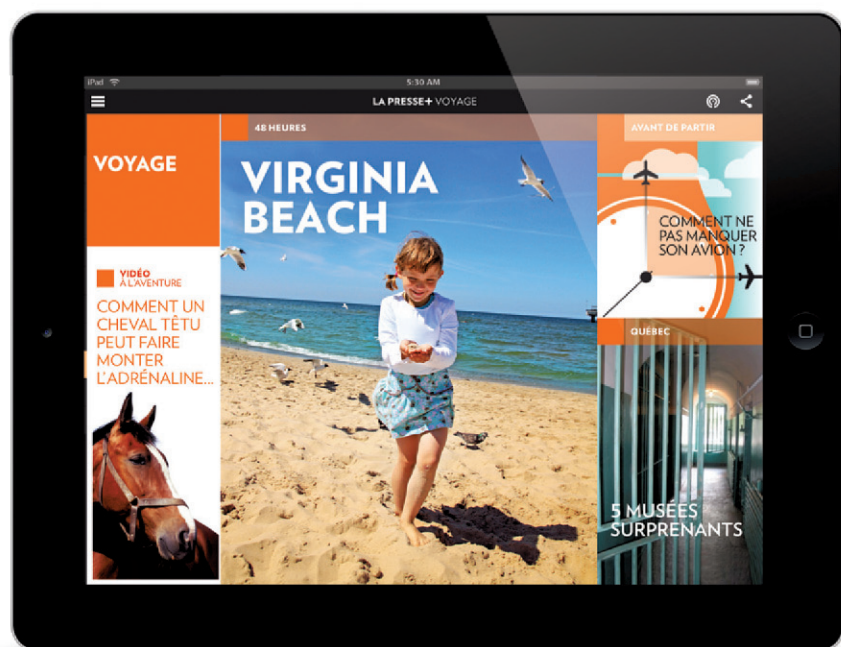 iPad
5:30 AM
LA PRESSE+ VOYAGE
VOYAGE
VIDÉO
À L'AVENTURE
COMMENT UN
CHEVAL TÊTU
PEUT FAIRE
MONTER
L'ADRÉNALINE...
48 HEURES
VIRGINIA
BEACH
AVANT DE PARTIR
COMMENT NE
PAS MANQUER
SON AVION ?
QUÉBEC
5 MUSÉES
SURPRENANTS